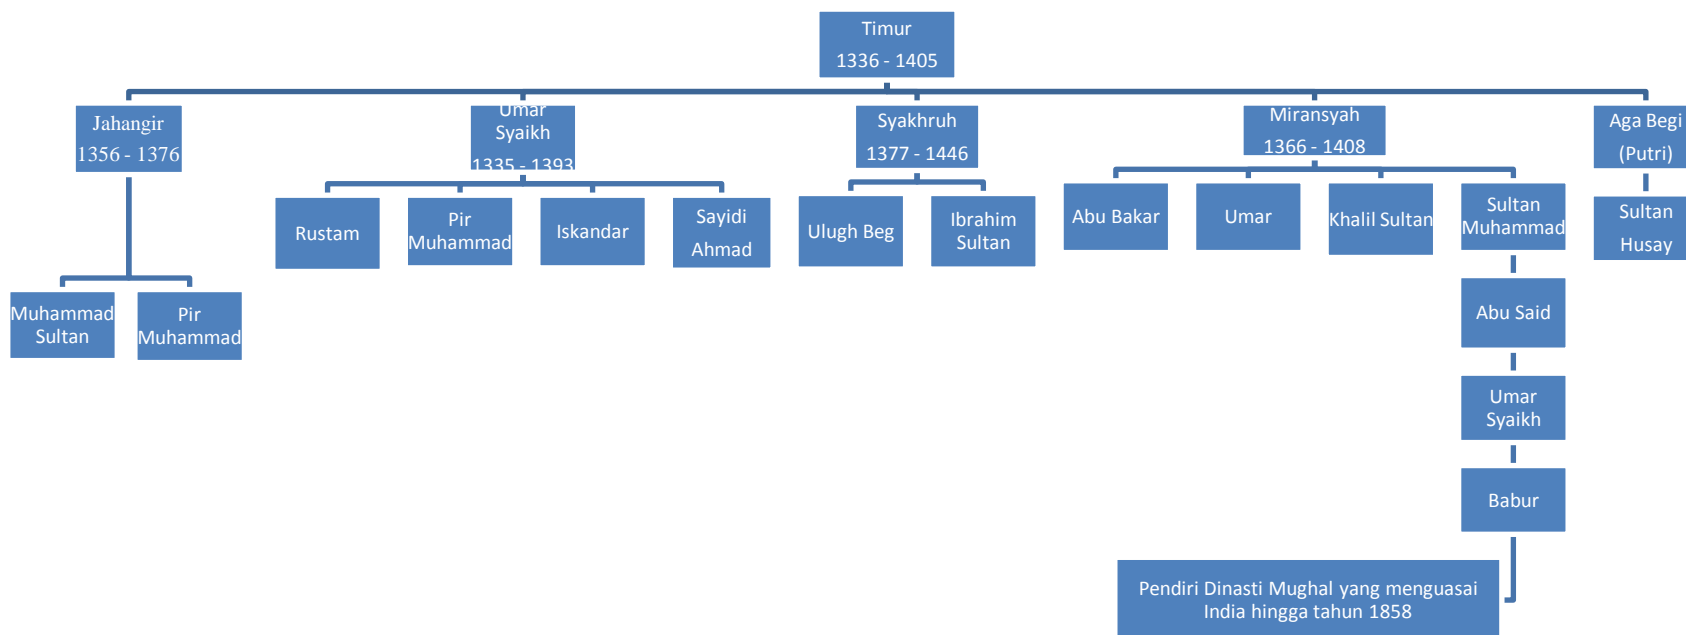 Timur
1336 - 1405
Jahangir
1356 - 1376
Umar
Syaikh
1335 - 1393
Syakhruh
1377 - 1446
Miransyah
1366 - 1408
Aga Begi
(Putri)
Rustam
Pir
Muhammad
Iskandar
Sayidi
Ahmad
Ulugh Beg
Ibrahim
Sultan
Abu Bakar
Umar
Khalil Sultan
Sultan
Muhammad
Sultan
Husay
Muhammad
Sultan
Pir
Muhammad
Abu Said
Umar
Syaikh
Babur
Pendiri Dinasti Mughal yang menguasai
India hingga tahun 1858